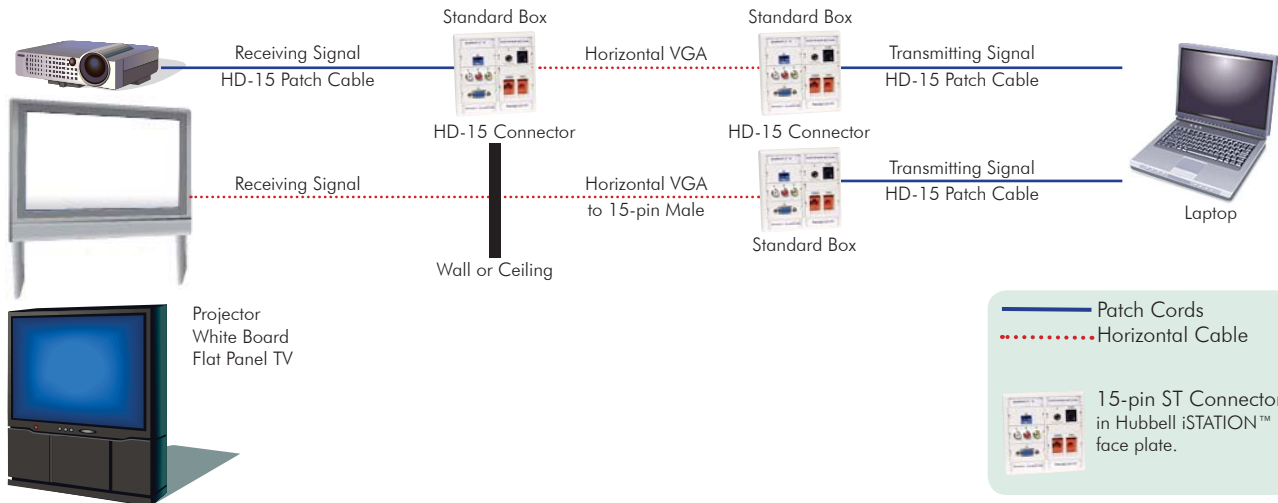 Standard Box
Standard Box
Receiving Signal
HD-15 Patch Cable
Horizontal VGA
Transmitting Signal
HD-15 Patch Cable
HD-15 Connector
HD-15 Connector
Receiving Signal
Horizontal VGA
to 15-pin Male
Transmitting Signal
HD-15 Patch Cable
Laptop
Standard Box
Wall or Ceiling
Projector
White Board
Flat Panel TV
Patch Cords
Horizontal Cable
15-pin ST Connector
in Hubbell iSTATION™
face plate.